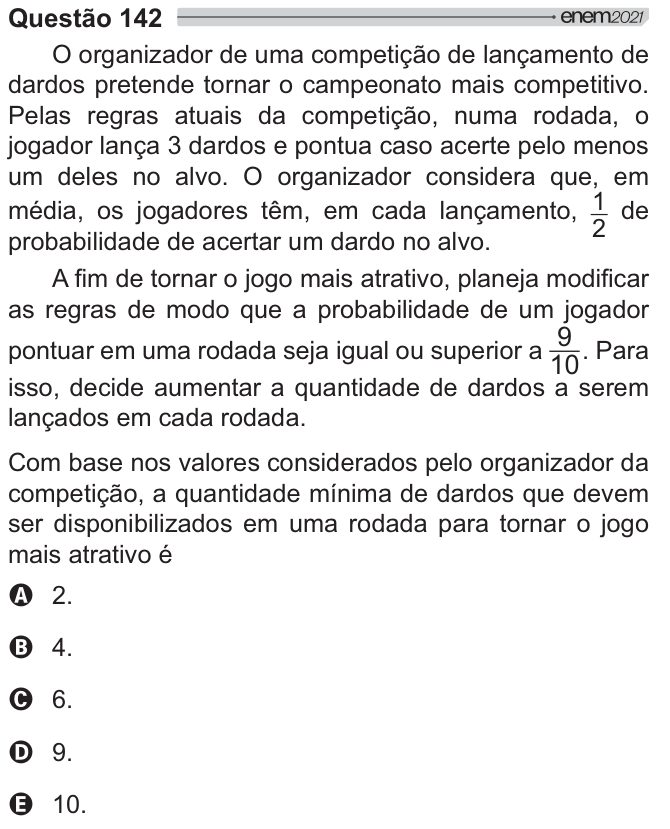 Questão 142 enem2021
O organizador de uma competição de lançamento de
dardos pretende tornar o campeonato mais competitivo.
Pelas regras atuais da competição, numa rodada, o
jogador lança 3 dardos e pontua caso acerte pelo menos
um deles no alvo. O organizador considera que, em
média, os jogadores têm, em cada lançamento, 1/2 de
probabilidade de acertar um dardo no alvo.
A fim de tornar o jogo mais atrativo, planeja modificar
as regras de modo que a probabilidade de um jogador
pontuar em uma rodada seja igual ou superior a 9/10. Para
isso, decide aumentar a quantidade de dardos a serem
lançados em cada rodada.
Com base nos valores considerados pelo organizador da
competição, a quantidade mínima de dardos que devem
ser disponibilizados em uma rodada para tornar o jogo
mais atrativo é
A 2.
B 4.
C 6.
D 9.
E 10.